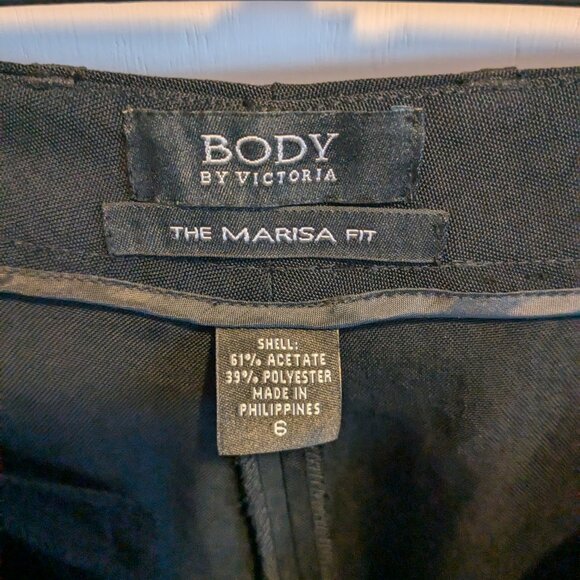 BODY
BY VICTORIA
THE MARISA FIT
SHELL:
61% ACETATE
39% POLYESTER
MADE IN
PHILIPPINES
6